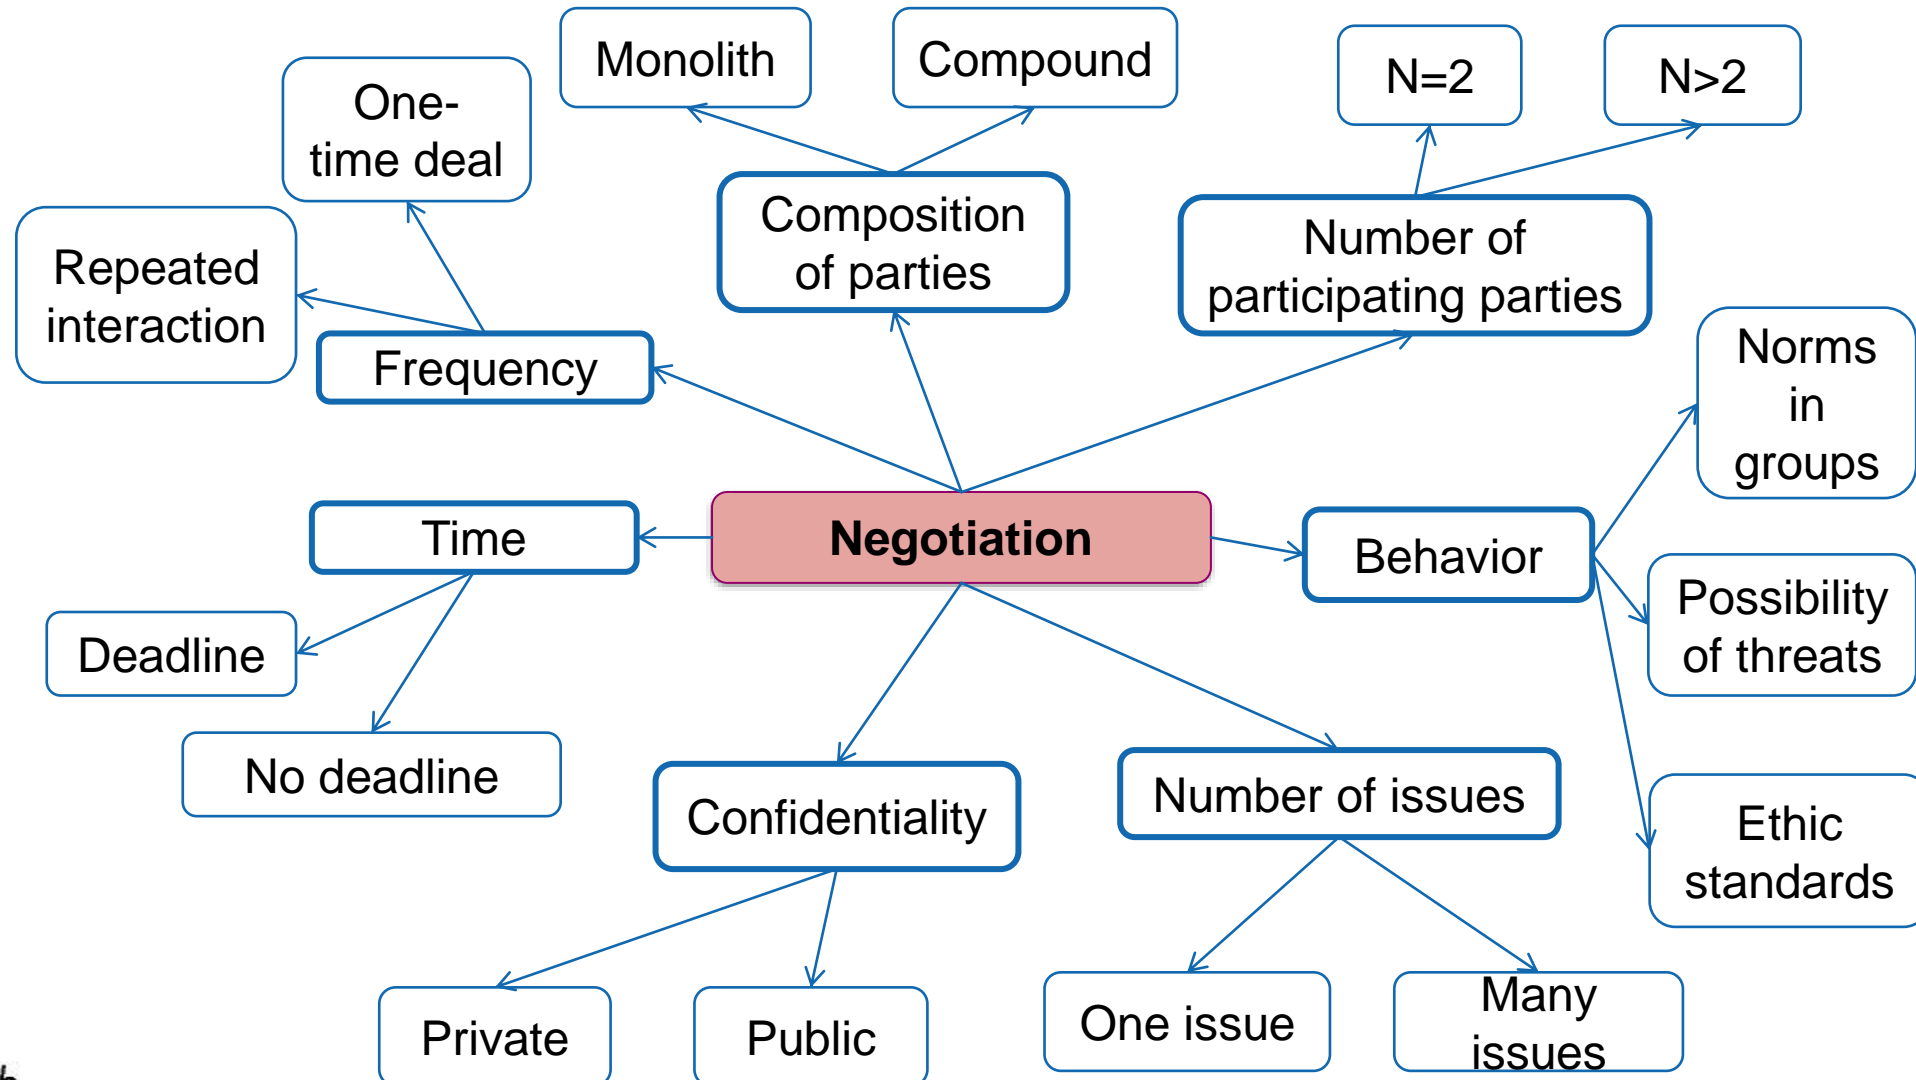 Monolith
Compound
N=2
N>2
One-
time deal
Composition
of parties
Number of
participating parties
Repeated
interaction
Frequency
Norms
in
groups
Time
Negotiation
Behavior
Possibility
of threats
Deadline
No deadline
Confidentiality
Number of issues
Ethic
standards
Private
Public
One issue
Many
issues